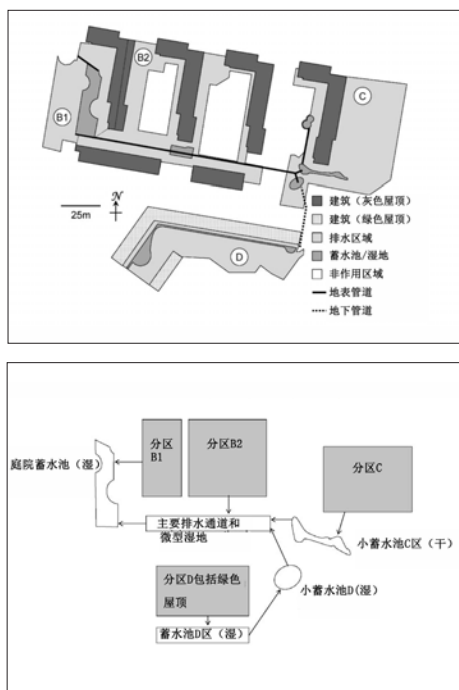 B2
C
B1
N
25m
D
建筑（灰色屋顶）
建筑（绿色屋顶）
排水区域
蓄水池/湿地
非作用区域
地表管道
地下管道
庭院蓄水池（湿）
分区
B1
分区B2
分区C
主要排水通道和
微型湿地
小蓄水池C区（干）
分区D包括绿色
屋顶
小蓄水池D(湿)
蓄水池D区（湿）